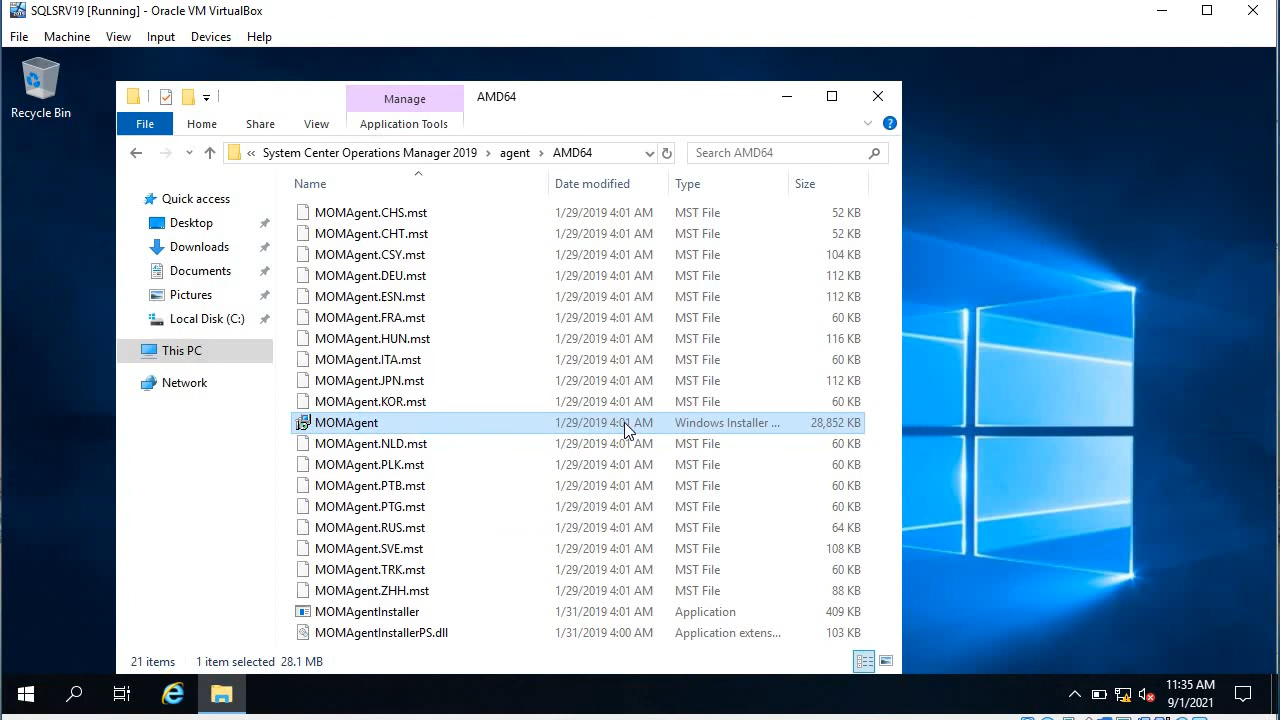 SQLSRV19 [Running] - Oracle VM VirtualBox
File Machine View Input Devices Help
Recycle Bin
Manage AMD64
File Home Share View Application Tools
« System Center Operations Manager 2019 › agent › AMD64 Search AMD64
Quick access
Desktop
Downloads
Documents
Pictures
Local Disk (C:)
This PC
Network
Name Date modified Type Size
MOMAgent.CHS.mst 1/29/2019 4:01 AM MST File 52 KB
MOMAgent.CHT.mst 1/29/2019 4:01 AM MST File 52 KB
MOMAgent.CSY.mst 1/29/2019 4:01 AM MST File 104 KB
MOMAgent.DEU.mst 1/29/2019 4:01 AM MST File 112 KB
MOMAgent.ESN.mst 1/29/2019 4:01 AM MST File 112 KB
MOMAgent.FRA.mst 1/29/2019 4:01 AM MST File 60 KB
MOMAgent.HUN.mst 1/29/2019 4:01 AM MST File 116 KB
MOMAgent.ITA.mst 1/29/2019 4:01 AM MST File 60 KB
MOMAgent.JPN.mst 1/29/2019 4:01 AM MST File 112 KB
MOMAgent.KOR.mst 1/29/2019 4:01 AM MST File 60 KB
MOMAgent 1/29/2019 4:01 AM Windows Installer ... 28,852 KB
MOMAgent.NLD.mst 1/29/2019 4:01 AM MST File 60 KB
MOMAgent.PLK.mst 1/29/2019 4:01 AM MST File 60 KB
MOMAgent.PTB.mst 1/29/2019 4:01 AM MST File 60 KB
MOMAgent.PTG.mst 1/29/2019 4:01 AM MST File 60 KB
MOMAgent.RUS.mst 1/29/2019 4:01 AM MST File 64 KB
MOMAgent.SVE.mst 1/29/2019 4:01 AM MST File 108 KB
MOMAgent.TRK.mst 1/29/2019 4:01 AM MST File 60 KB
MOMAgent.ZHH.mst 1/29/2019 4:01 AM MST File 88 KB
MOMAgentInstaller 1/31/2019 4:01 AM Application 409 KB
MOMAgentInstallerPS.dll 1/31/2019 4:00 AM Application extens... 103 KB
21 items 1 item selected 28.1 MB
11:35 AM
9/1/2021